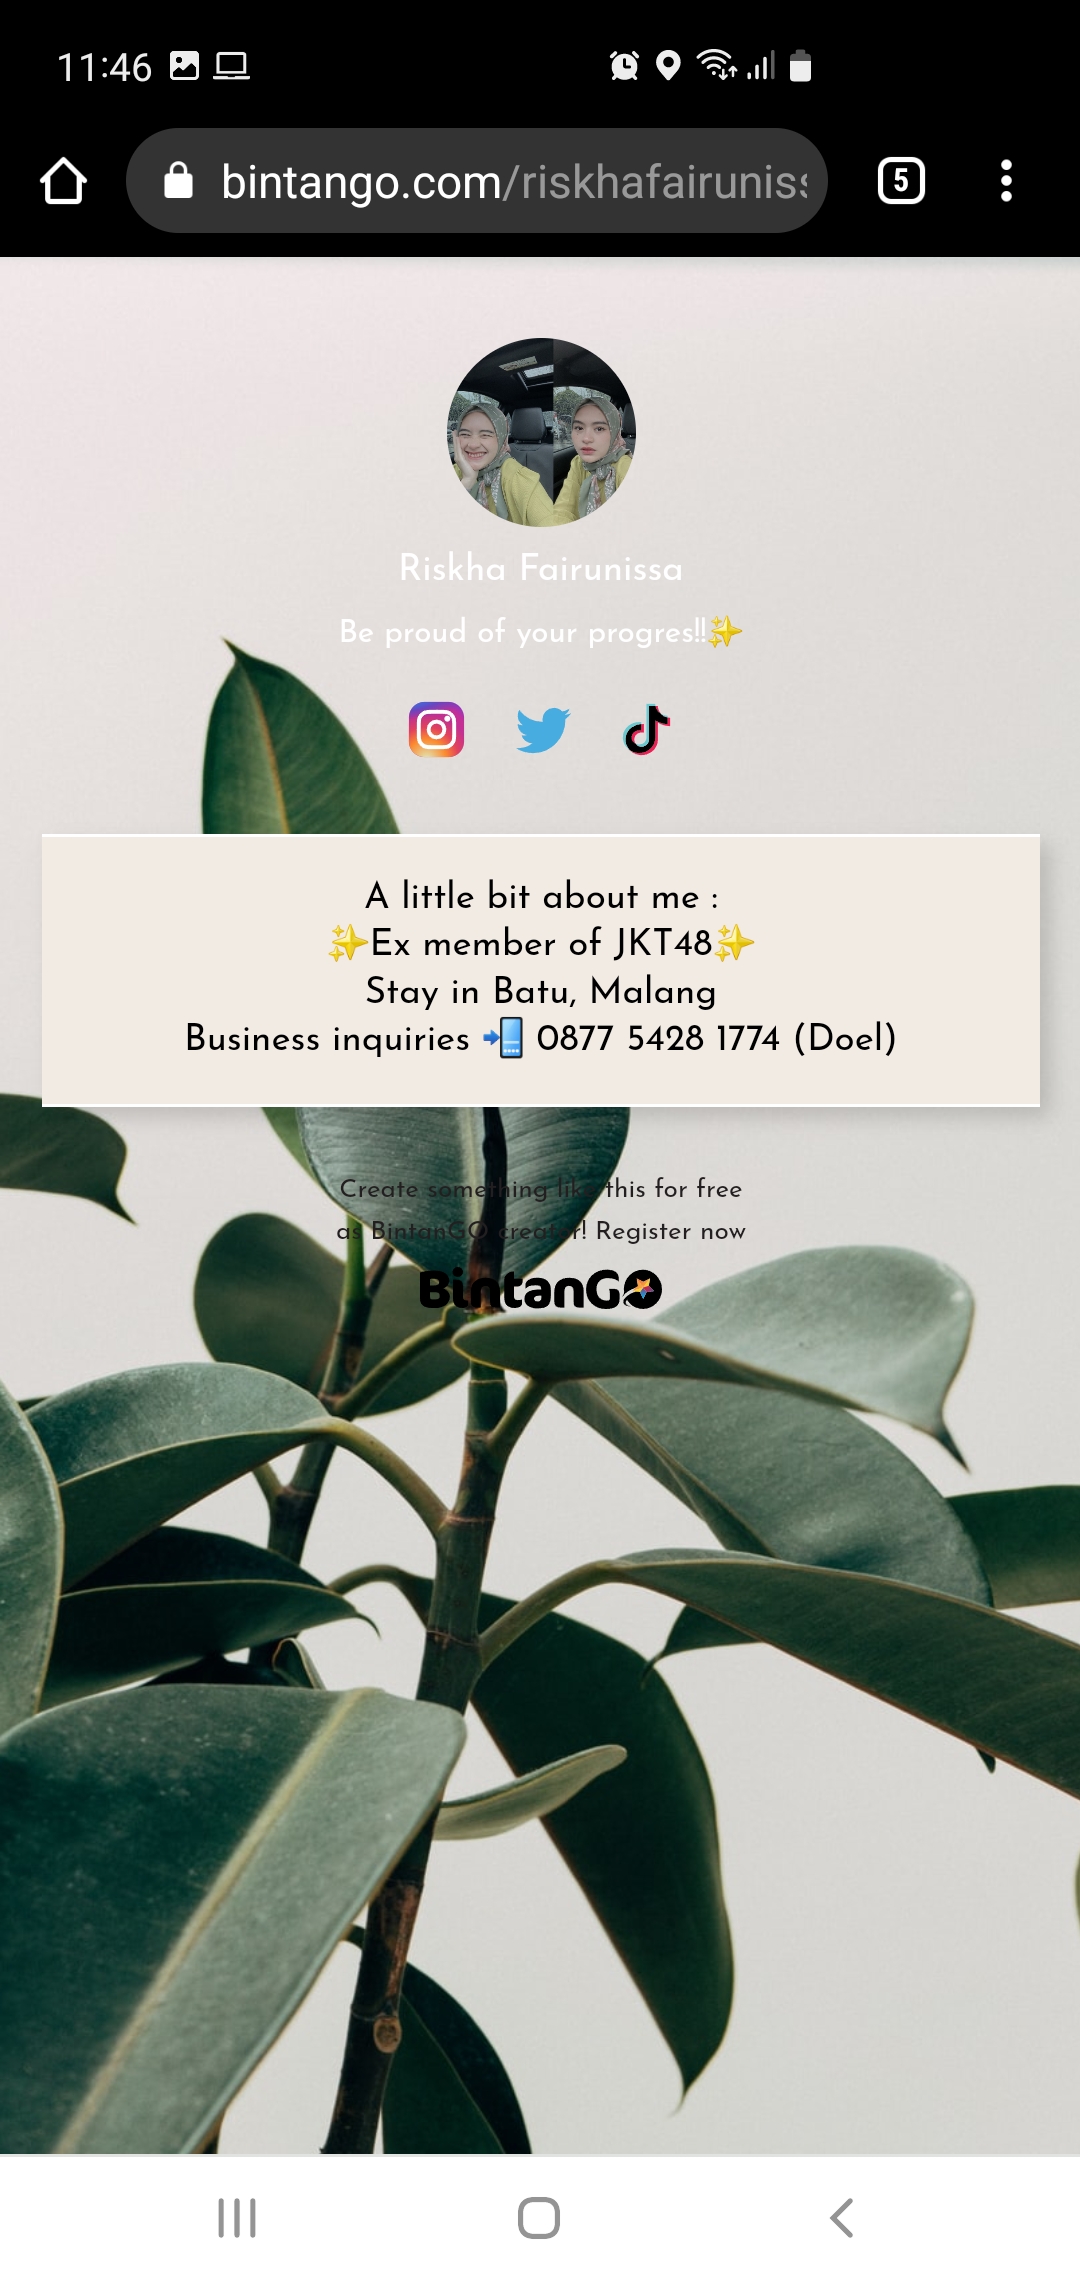 11:46
bintango.com/riskhafairuniss
5
Riskha Fairunissa
Be proud of your progres!!✨
A little bit about me :
✨Ex member of JKT48✨
Stay in Batu, Malang
Business inquiries 📲 0877 5428 1774 (Doel)
Create something like this for free
as BintanGO creator! Register now
BintanGO